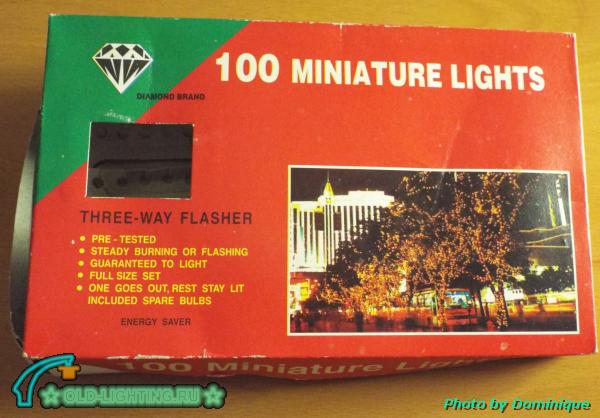 DIAMOND BRAND
100 MINIATURE LIGHTS
THREE-WAY FLASHER
• PRE - TESTED
• STEADY BURNING OR FLASHING
• GUARANTEED TO LIGHT
• FULL SIZE SET
• ONE GOES OUT, REST STAY LIT
INCLUDED SPARE BULBS
ENERGY SAVER
100 Miniature Lights
OLD-LIGHTING.RU
Photo by Dominique